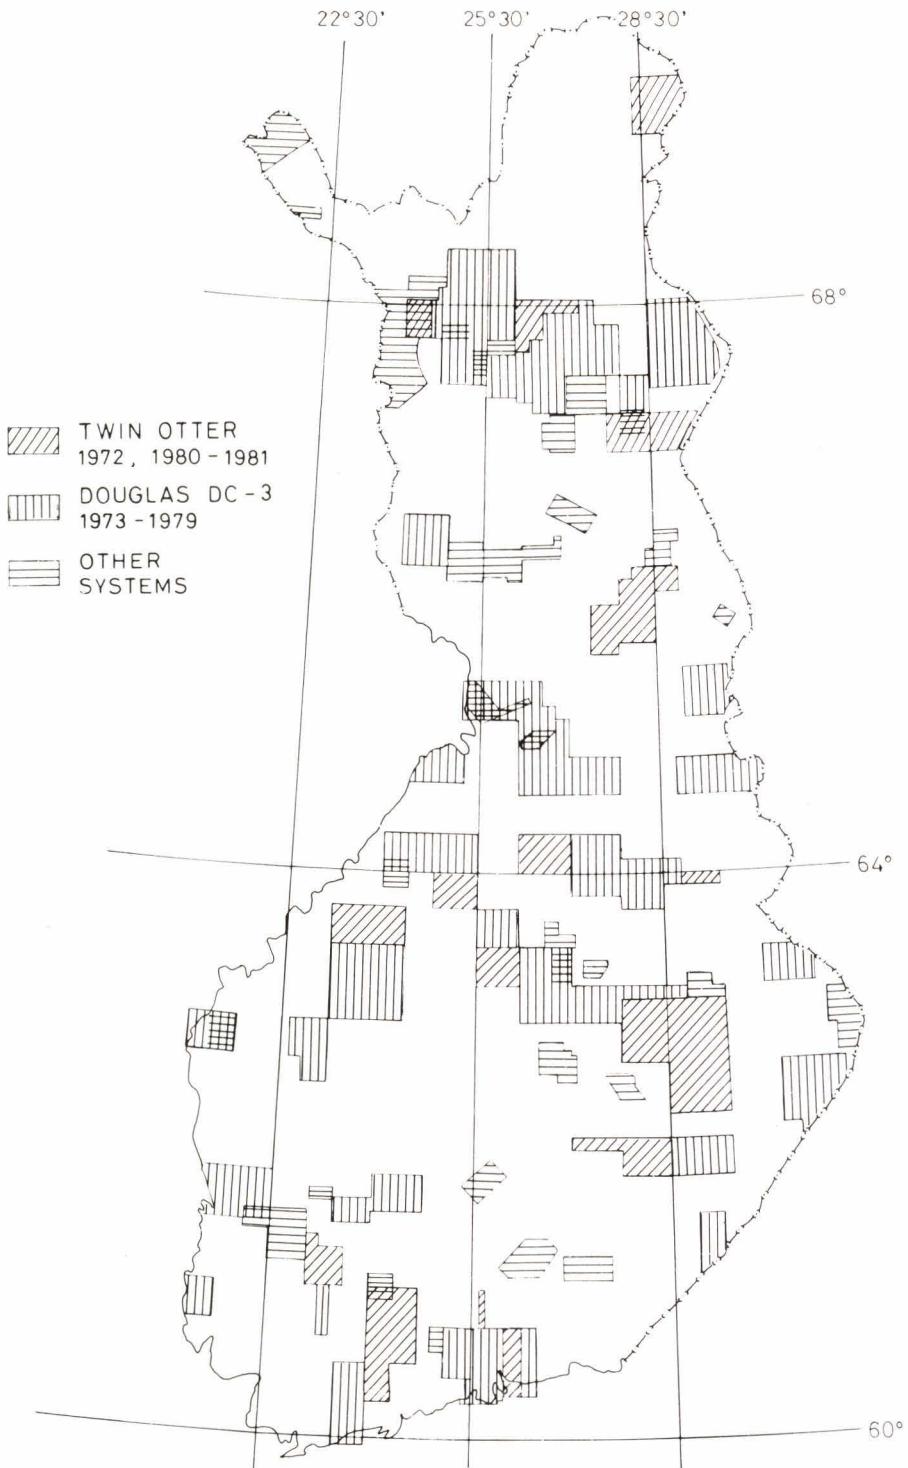 22°30' 25°30' 28°30'
68°
TWIN OTTER
1972, 1980-1981
DOUGLAS DC-3
1973-1979
OTHER
SYSTEMS
64°
60°